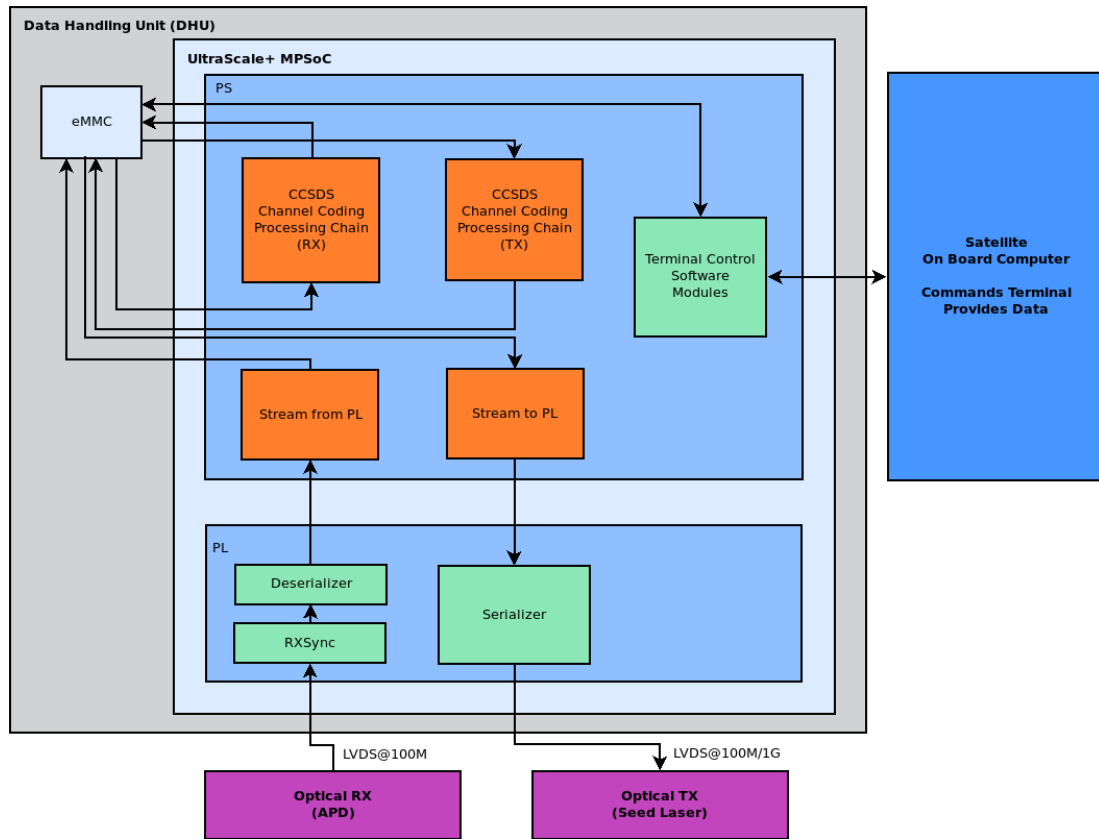 Data Handling Unit (DHU)
UltraScale+ MPSoC
PS
eMMC
CCSDS
Channel Coding
Processing Chain
(RX)
CCSDS
Channel Coding
Processing Chain
(TX)
Terminal Control
Software
Modules
Satellite
On Board Computer
Commands Terminal
Provides Data
Stream from PL
Stream to PL
PL
Deserializer
RXSync
Serializer
LVDS@100M
LVDS@100M/1G
Optical RX
(APD)
Optical TX
(Seed Laser)